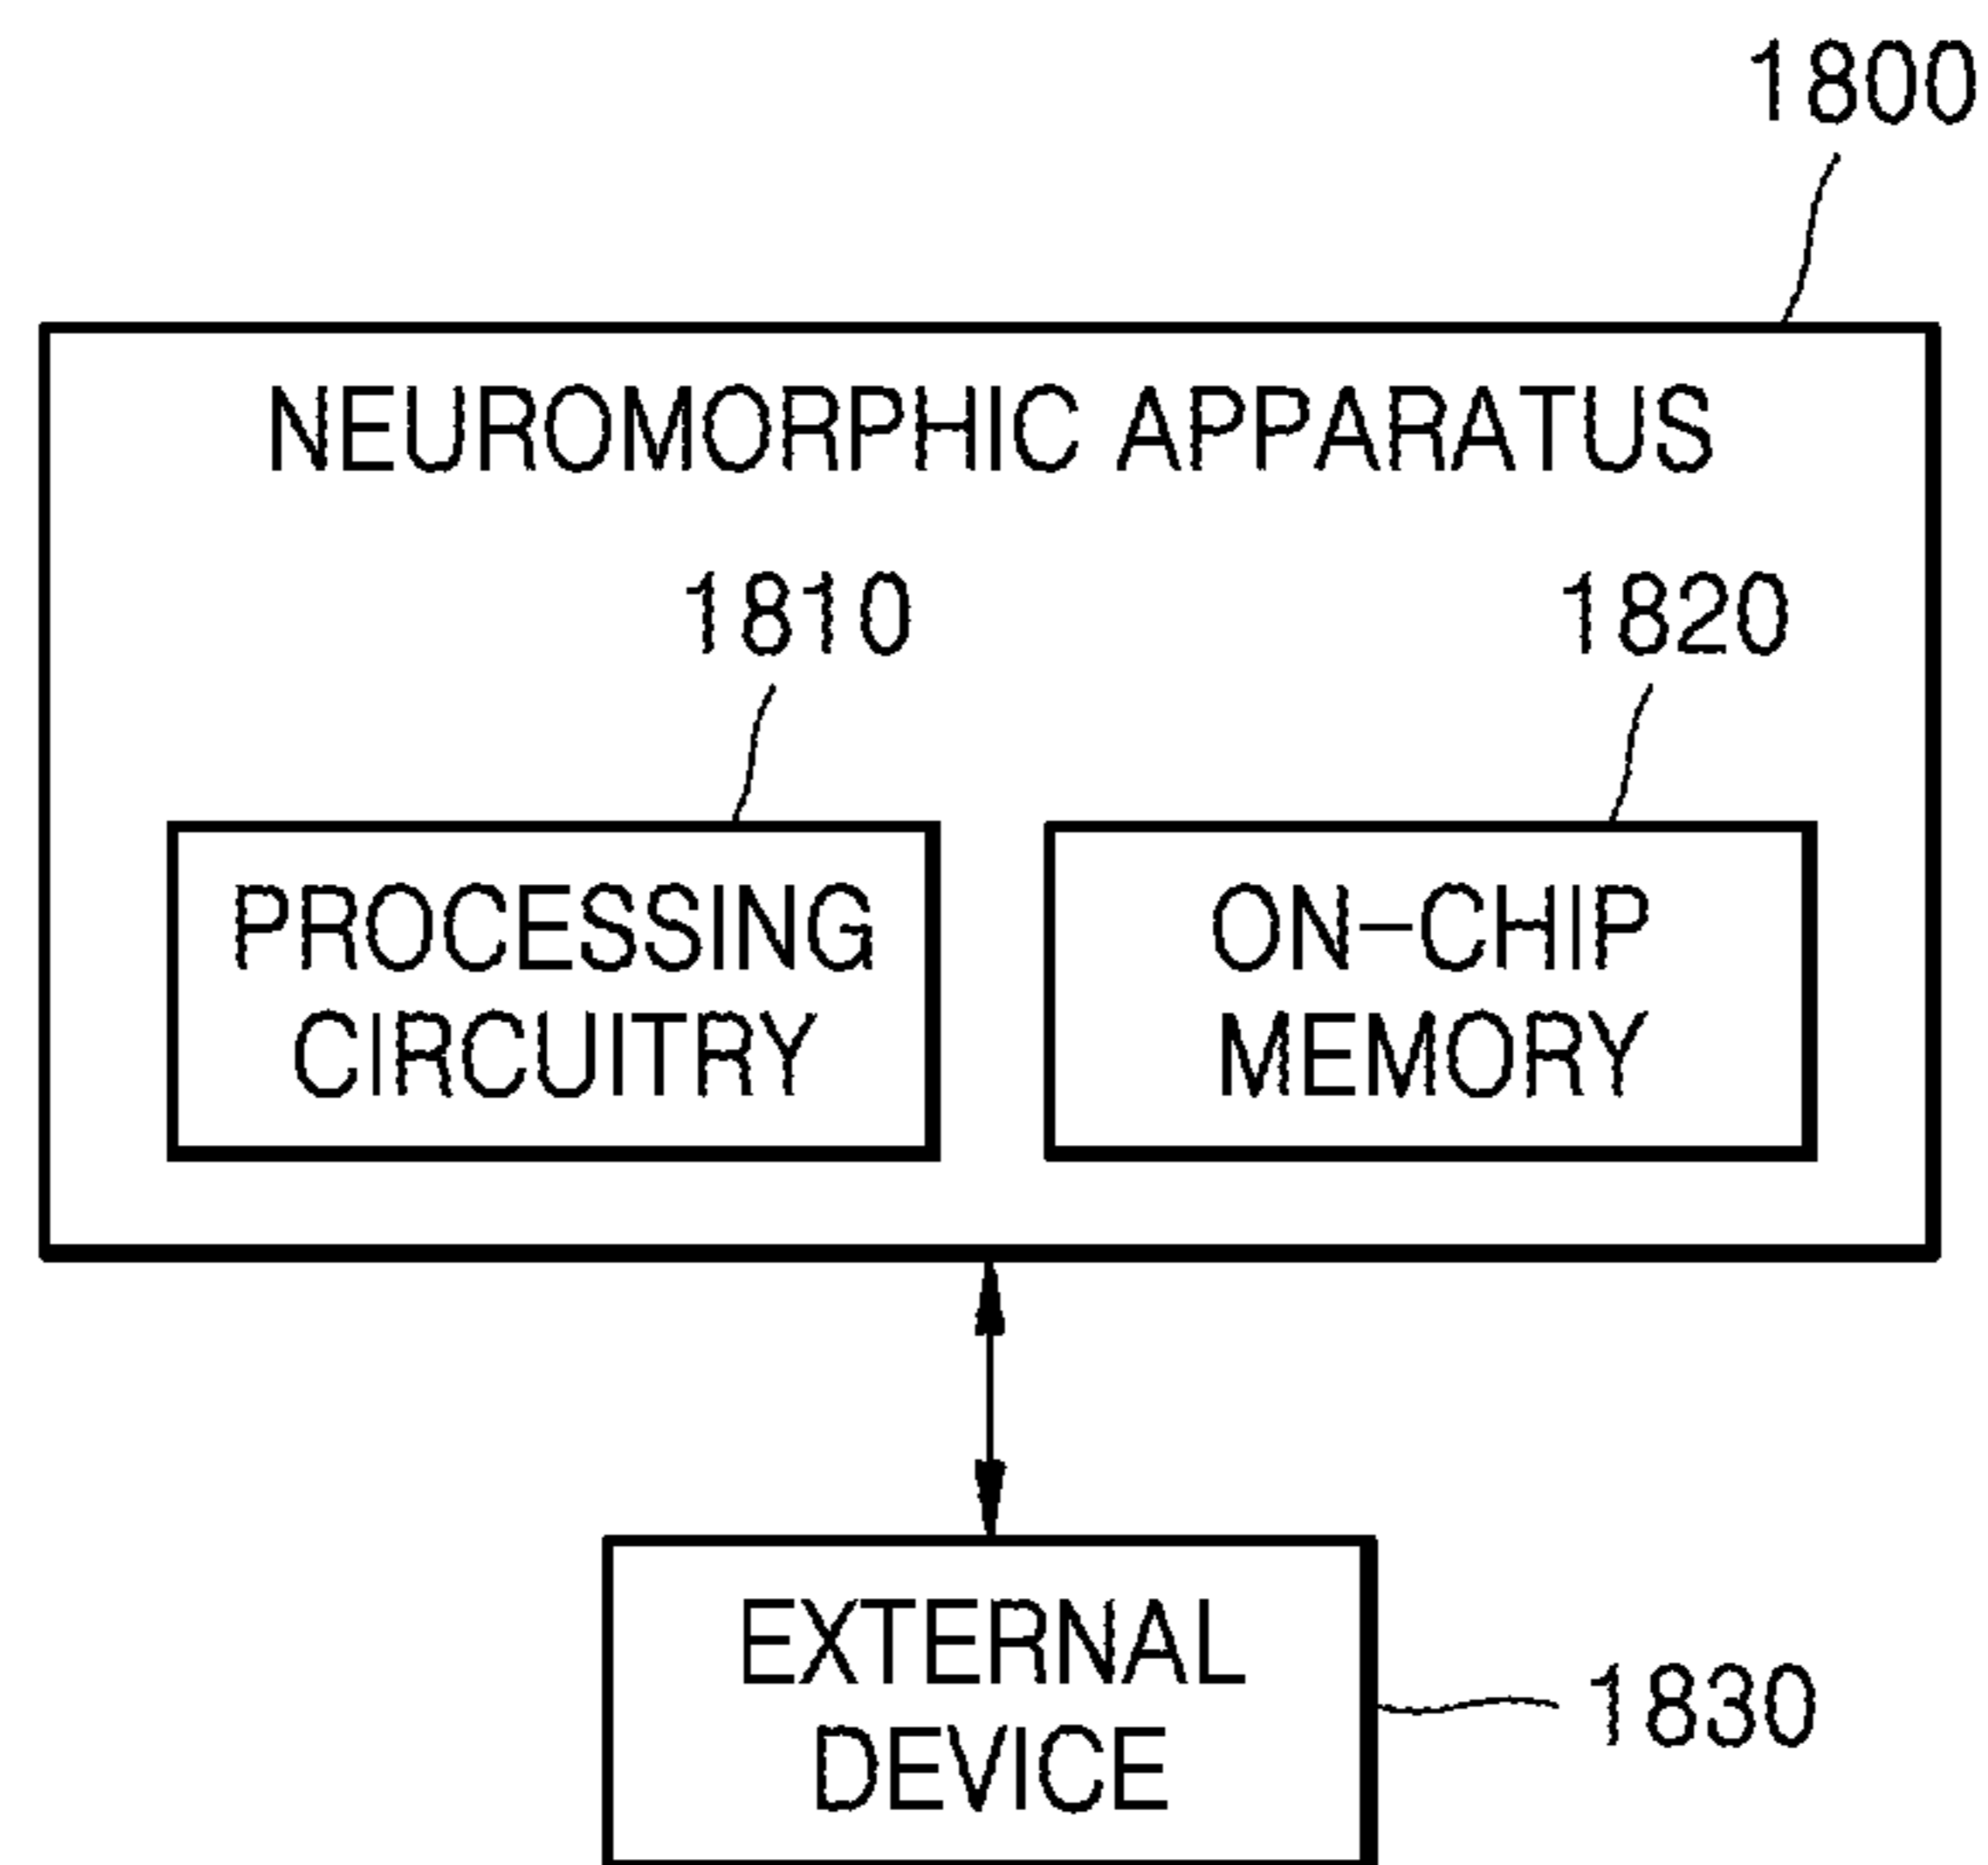 1800
NEUROMORPHIC APPARATUS
1810
1820
PROCESSING
CIRCUITRY
ON-CHIP
MEMORY
EXTERNAL
DEVICE
1830